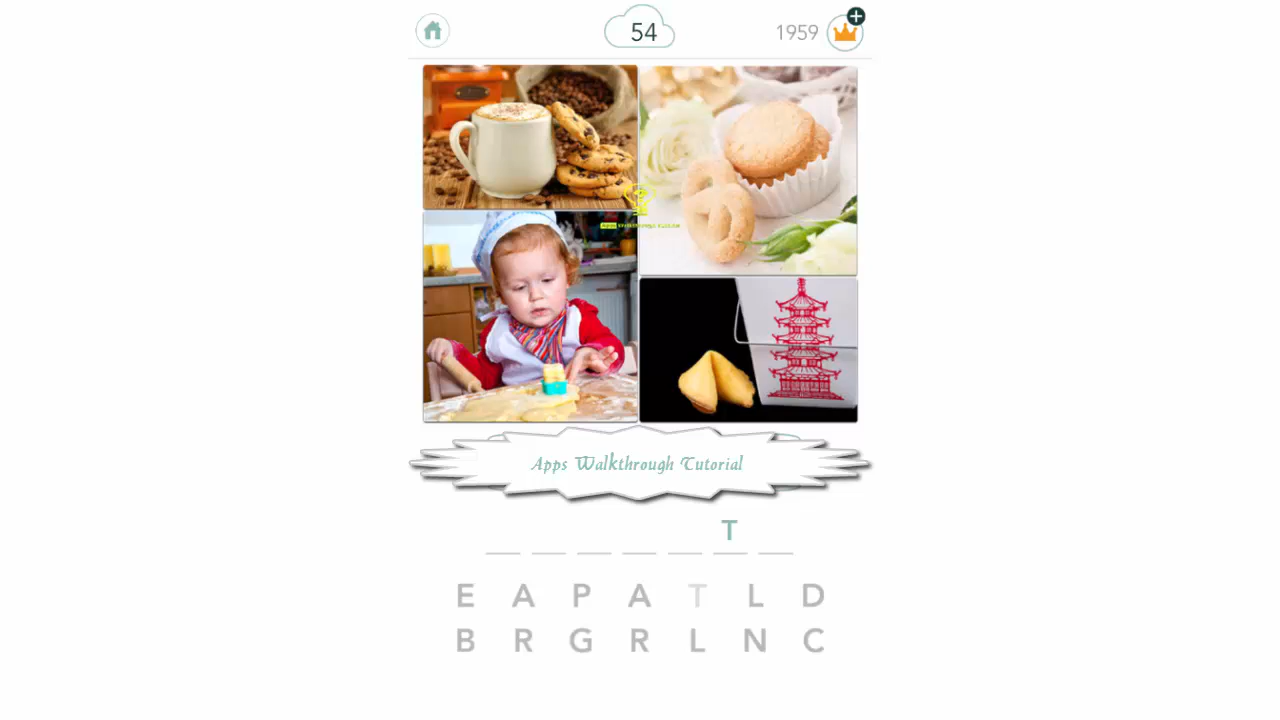 54
1959
Apps Walkthrough Tutorial
T
E A P A T L D
B R G R L N C